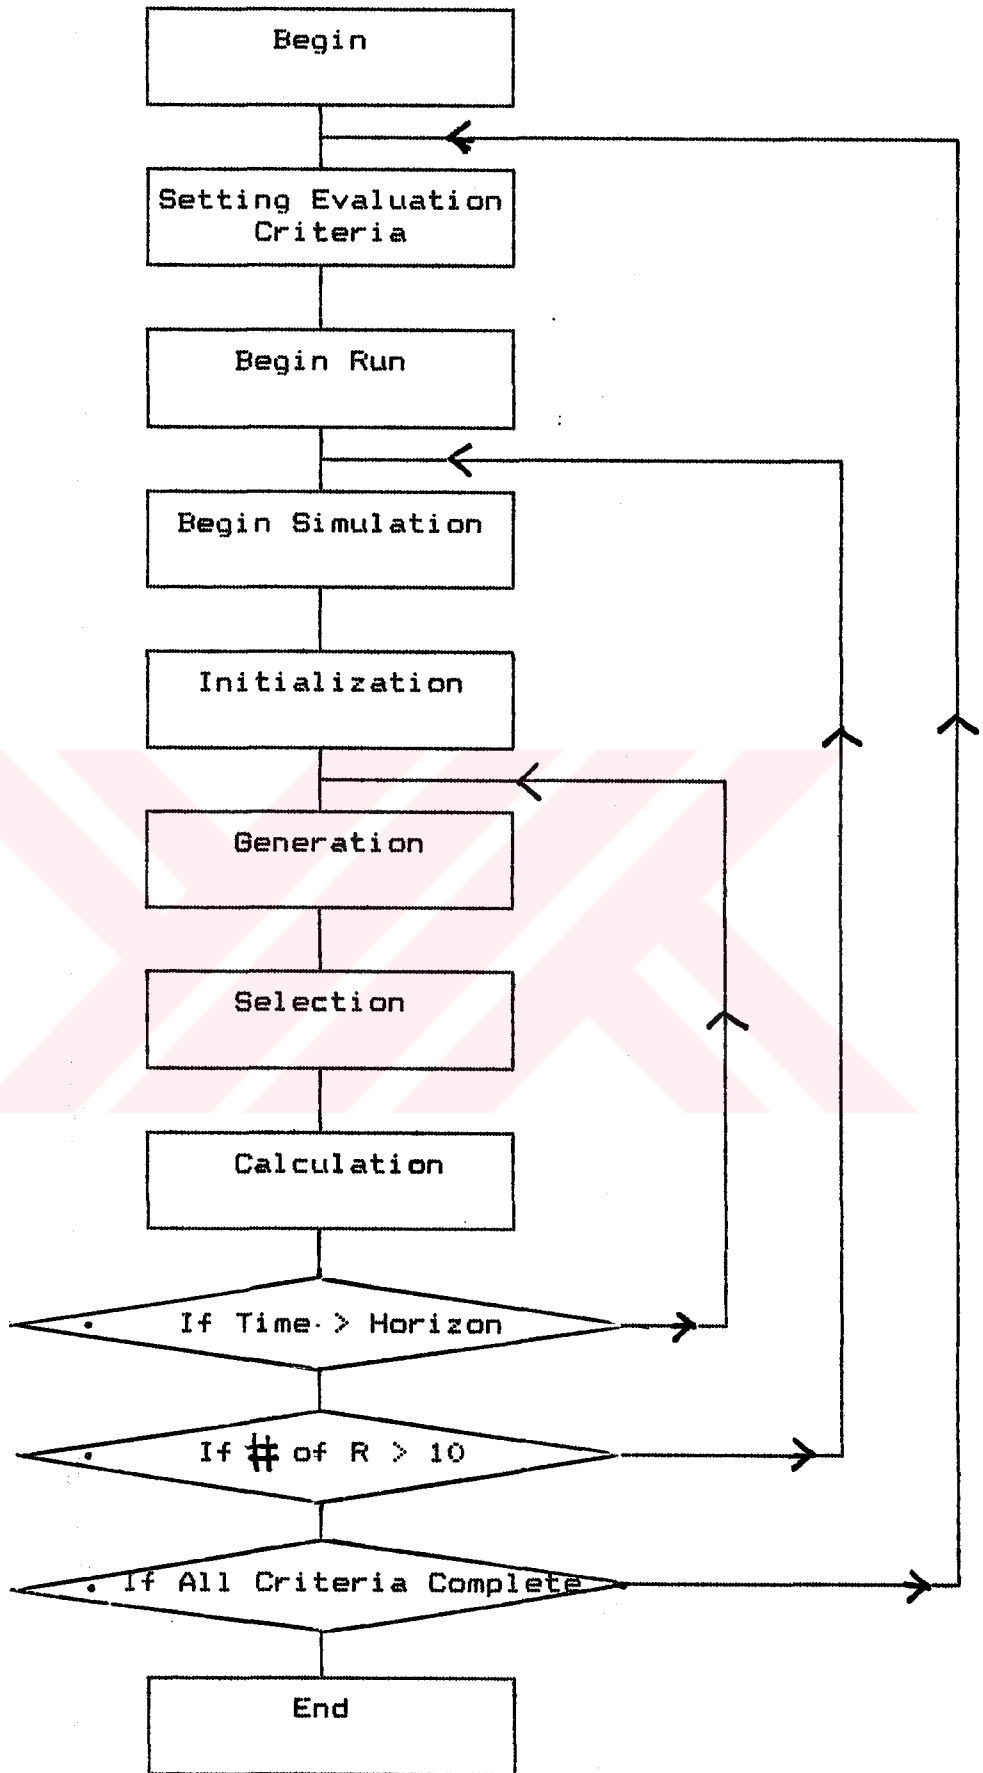 Begin
Setting Evaluation
Criteria
Begin Run
Begin Simulation
Initialization
Generation
Selection
Calculation
If Time > Horizon
If # of R > 10
If All Criteria Complete
End